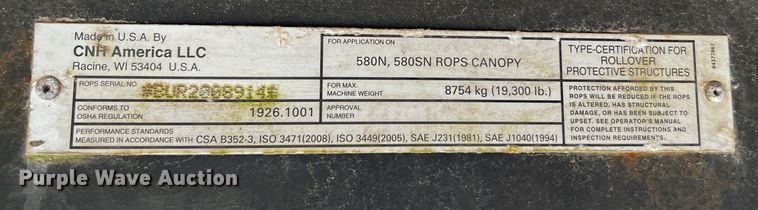 Made in U.S.A. By
CNH America LLC
Racine, WI 53404 U.S.A.
FOR APPLICATION ON
580N, 580SN ROPS CANOPY
TYPE-CERTIFICATION FOR
ROLLOVER
PROTECTIVE STRUCTURES
ROPS SERIAL NO.
FOR MAX.
MACHINE WEIGHT
8754 kg (19,300 lb.)
CONFORMS TO
OSHA REGULATION
1926.1001
APPROVAL
NUMBER
PERFORMANCE STANDARDS
MEASURED IN ACCORDANCE WITH CSA B352-3, ISO 3471(2008), ISO 3449(2005), SAE J231(1981), SAE J1040(1994)
PROTECTION AFFORDED BY THIS
ROPS WILL BE REDUCED IF THE ROPS
IS ALTERED, HAS STRUCTURAL
DAMAGE, OR HAS BEEN SUBJECT TO
UPSET. SEE OPERATOR'S MANUAL
FOR COMPLETE INSTRUCTIONS AND
INSPECTION REQUIREMENTS.
Purple Wave Auction